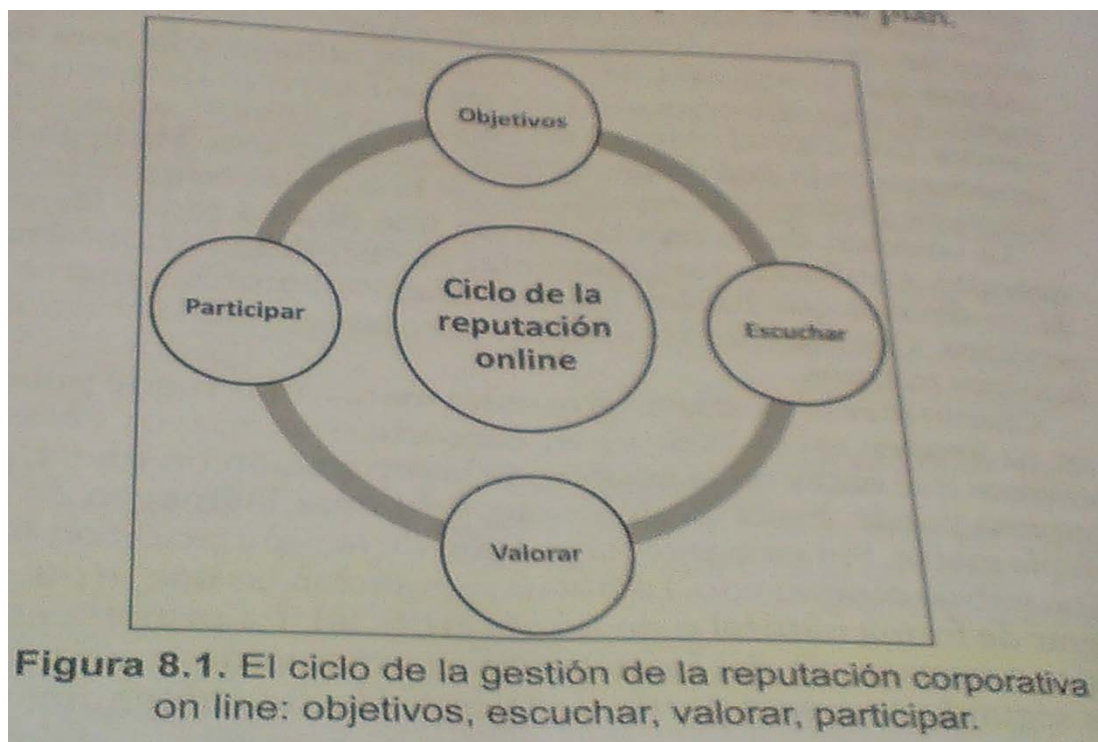 plan.
Objetivos
Participar
Ciclo de la
reputación
online
Escuchar
Valorar
Figura 8.1. El ciclo de la gestión de la reputación corporativa
on line: objetivos, escuchar, valorar, participar.